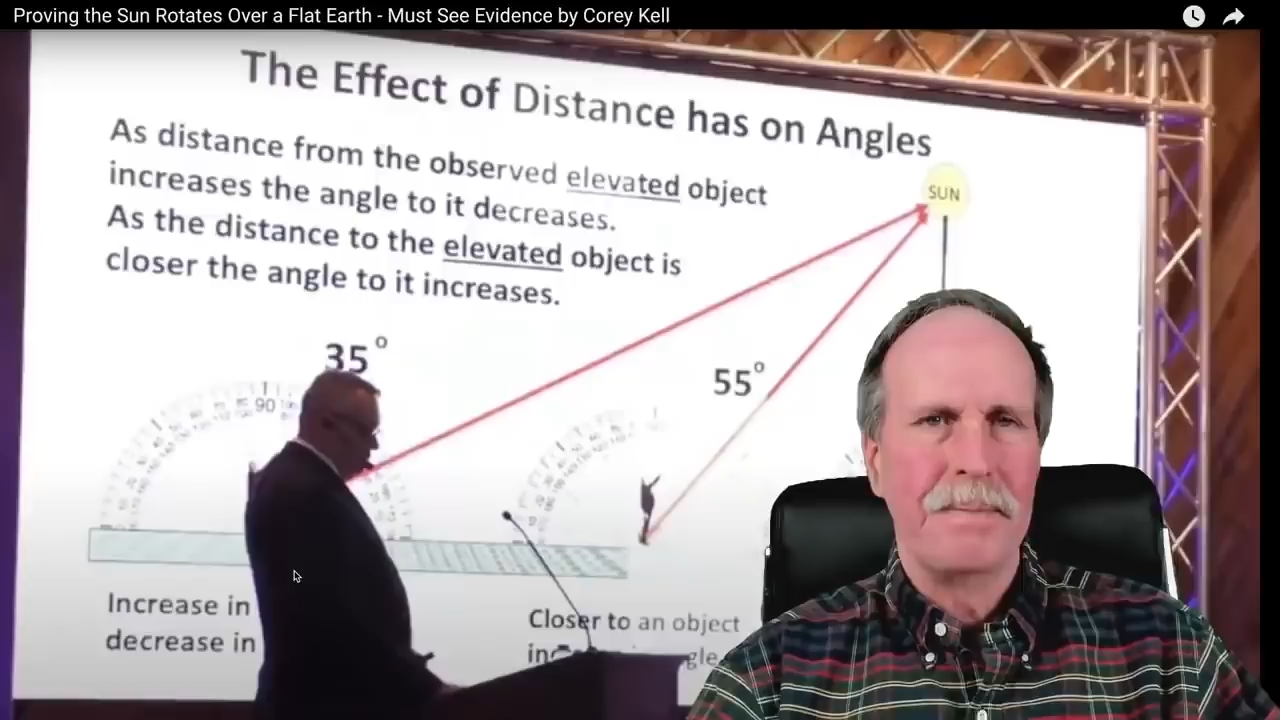 Proving the Sun Rotates Over a Flat Earth - Must See Evidence by Corey Kell
The Effect of Distance has on Angles
As distance from the observed elevated object
increases the angle to it decreases.
As the distance to the elevated object is
closer the angle to it increases.
SUN
35°
55°
90
Increase in
decrease in
Closer to an object